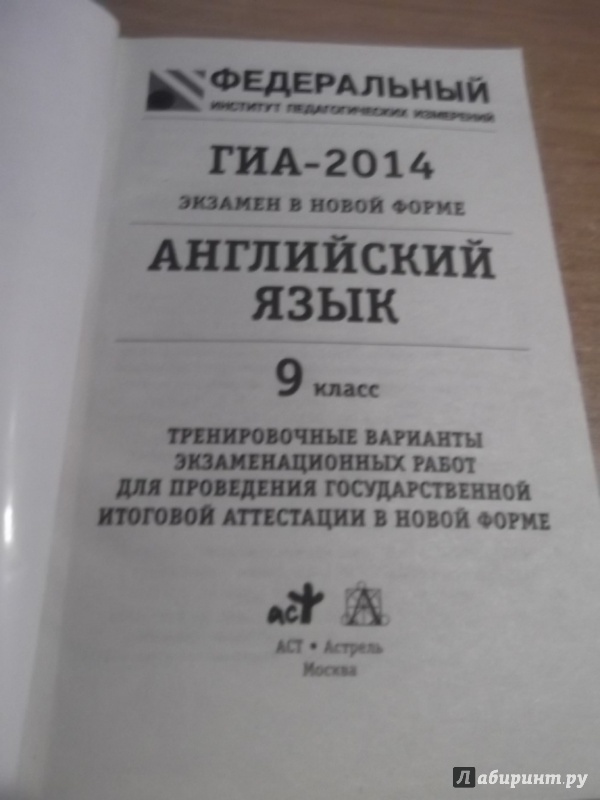 ФЕДЕРАЛЬНЫЙ
ИНСТИТУТ ПЕДАГОГИЧЕСКИХ ИЗМЕРЕНИЙ
ГИА-2014
ЭКЗАМЕН В НОВОЙ ФОРМЕ
АНГЛИЙСКИЙ
ЯЗЫК
9 класс
ТРЕНИРОВОЧНЫЕ ВАРИАНТЫ
ЭКЗАМЕНАЦИОННЫХ РАБОТ
ДЛЯ ПРОВЕДЕНИЯ ГОСУДАРСТВЕННОЙ
ИТОГОВОЙ АТТЕСТАЦИИ В НОВОЙ ФОРМЕ
аст А
АСТ • Астрель
Москва
Лабиринт.ру